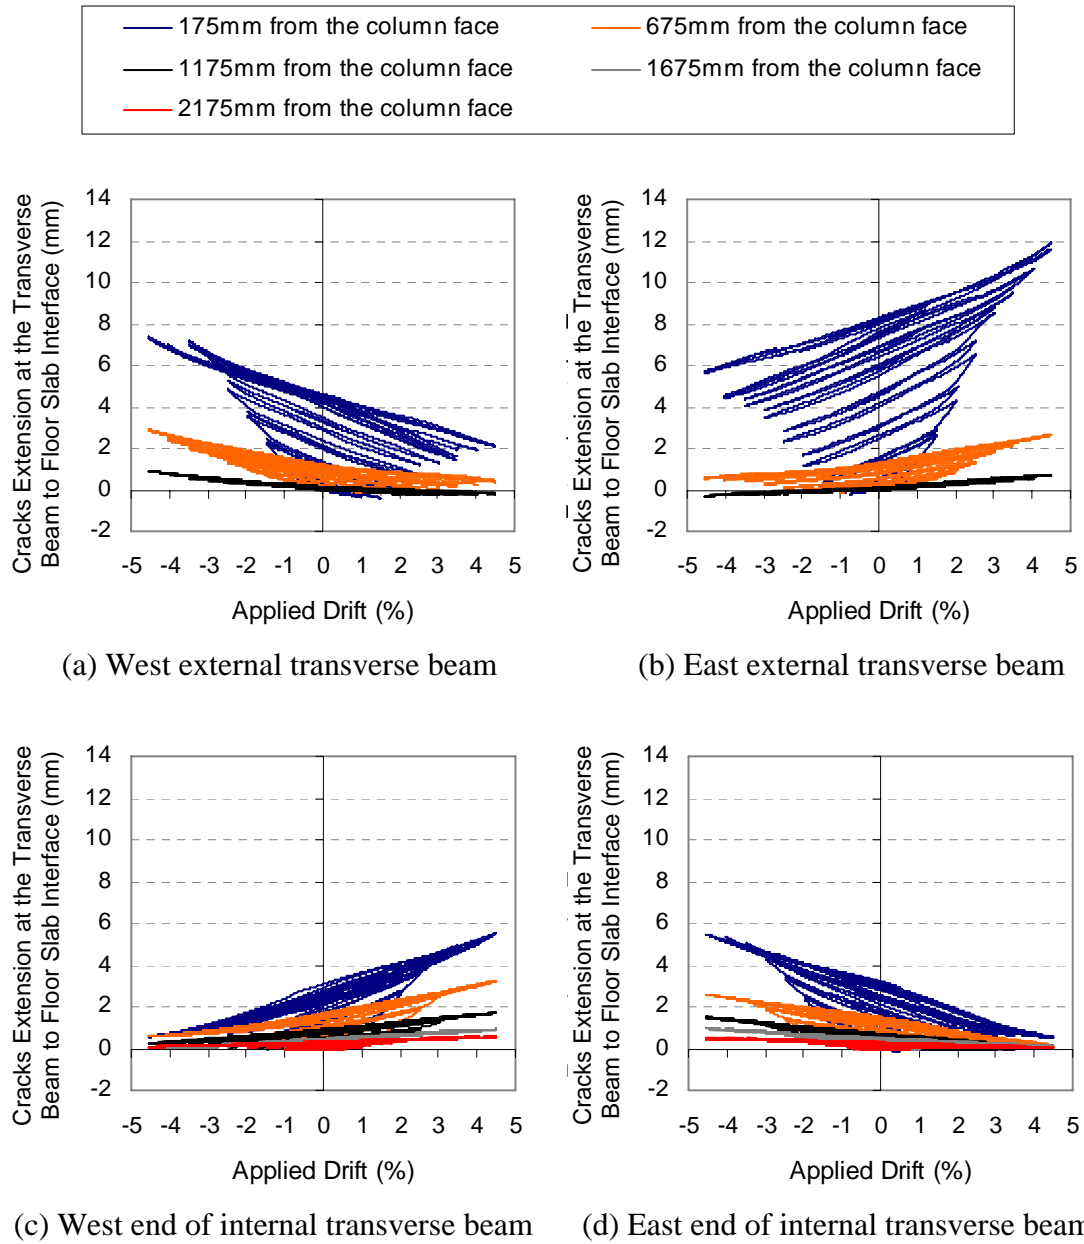 175mm from the column face
675mm from the column face
1175mm from the column face
1675mm from the column face
2175mm from the column face
Cracks Extension at the Transverse
Beam to Floor Slab Interface (mm)
14
12
10
8
6
4
2
0
-2
-5 -4 -3 -2 -1 0 1 2 3 4 5
Applied Drift (%)
(a) West external transverse beam
Cracks Extension at the Transverse
Beam to Floor Slab Interface (mm)
14
12
10
8
6
4
2
0
-2
-5 -4 -3 -2 -1 0 1 2 3 4 5
Applied Drift (%)
(b) East external transverse beam
Cracks Extension at the Transverse
Beam to Floor Slab Interface (mm)
14
12
10
8
6
4
2
0
-2
-5 -4 -3 -2 -1 0 1 2 3 4 5
Applied Drift (%)
(c) West end of internal transverse beam
Cracks Extension at the Transverse
Beam to Floor Slab Interface (mm)
14
12
10
8
6
4
2
0
-2
-5 -4 -3 -2 -1 0 1 2 3 4 5
Applied Drift (%)
(d) East end of internal transverse beam